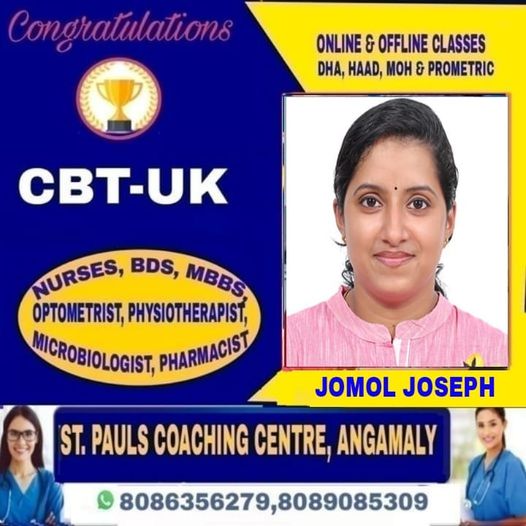 Congratulations
ONLINE & OFFLINE CLASSES
DHA, HAAD, MOH & PROMETRIC
CBT-UK
NURSES, BDS, MBBS,
OPTOMETRIST, PHYSIOTHERAPIST,
MICROBIOLOGIST, PHARMACIST
JOMOL JOSEPH
ST. PAULS COACHING CENTRE, ANGAMALY
8086356279,8089085309